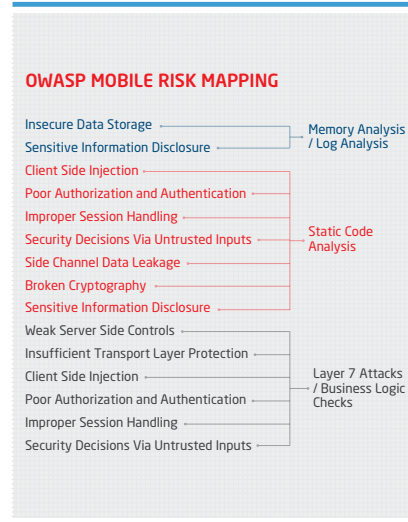 OWASP MOBILE RISK MAPPING
Insecure Data Storage
Sensitive Information Disclosure
Memory Analysis
/ Log Analysis
Client Side Injection
Poor Authorization and Authentication
Improper Session Handling
Security Decisions Via Untrusted Inputs
Side Channel Data Leakage
Broken Cryptography
Sensitive Information Disclosure
Static Code
Analysis
Weak Server Side Controls
Insufficient Transport Layer Protection
Client Side Injection
Poor Authorization and Authentication
Improper Session Handling
Security Decisions Via Untrusted Inputs
Layer 7 Attacks
/ Business Logic
Checks